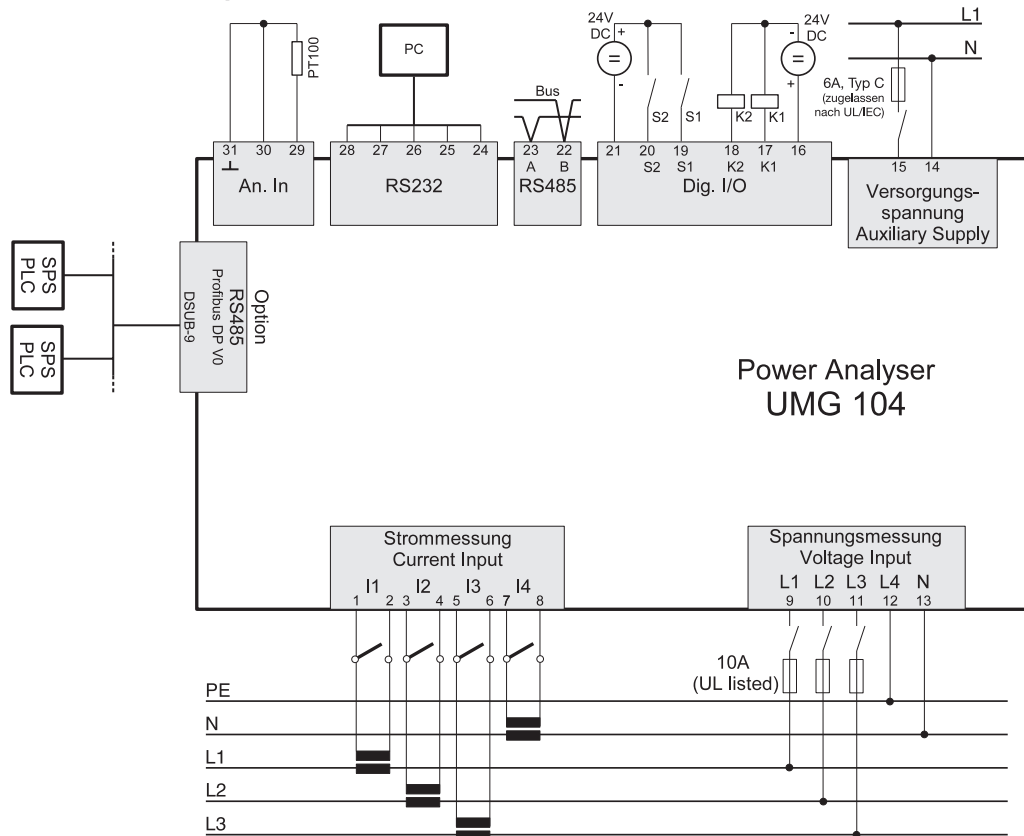 24V
DC
+
=
-
24V
DC
-
=
+
L1
N
PT100
PC
Bus
S2 S1
K2 K1
6A, Typ C
(zugelassen
nach UL/IEC)
31 30 29
An. In
28 27 26 25 24
RS232
23 22
A B
RS485
21 20 19 18 17 16
S2 S1 K2 K1
Dig. I/O
15 14
Versorgungs-
spannung
Auxiliary Supply
SPS
PLC
SPS
PLC
Option
RS485
Profibus DP V0
DSUB-9
Power Analyser
UMG 104
Strommessung
Current Input
I1 I2 I3 I4
1 2 3 4 5 6 7 8
Spannungsmessung
Voltage Input
L1 L2 L3 L4 N
9 10 11 12 13
10A
(UL listed)
PE
N
L1
L2
L3